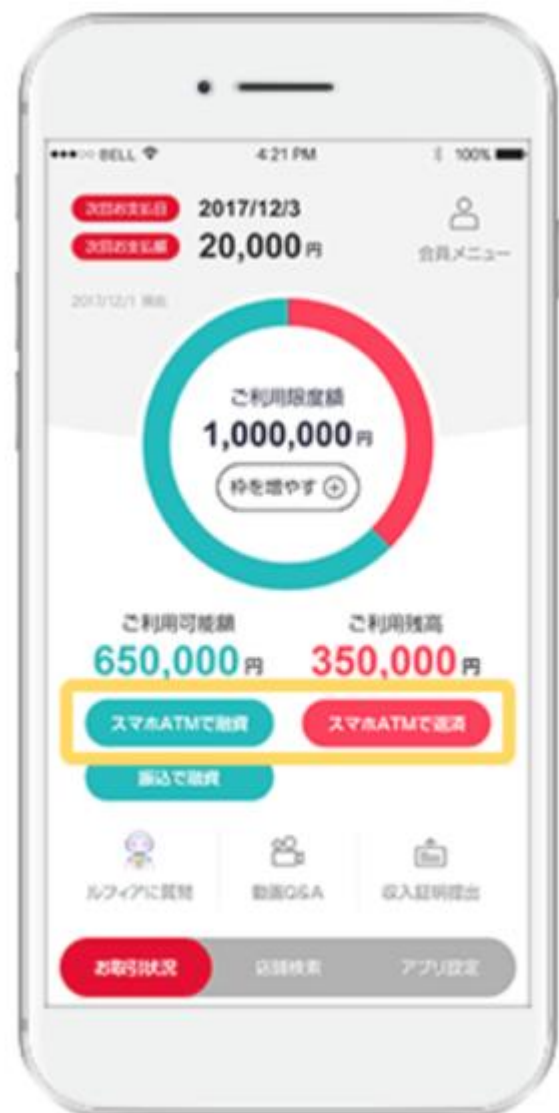 BELL 4:21 PM 100%
次回お支払日 2017/12/3
次回お支払額 20,000円
会員メニュー
2017/12/1 現在
ご利用限度額
1,000,000円
枠を増やす
ご利用可能額 ご利用残高
650,000円 350,000円
スマホATMで融資 スマホATMで返済
振込で融資
ルフィアに質問 動画Q&A 収入証明提出
お取引状況 店舗検索 アプリ設定